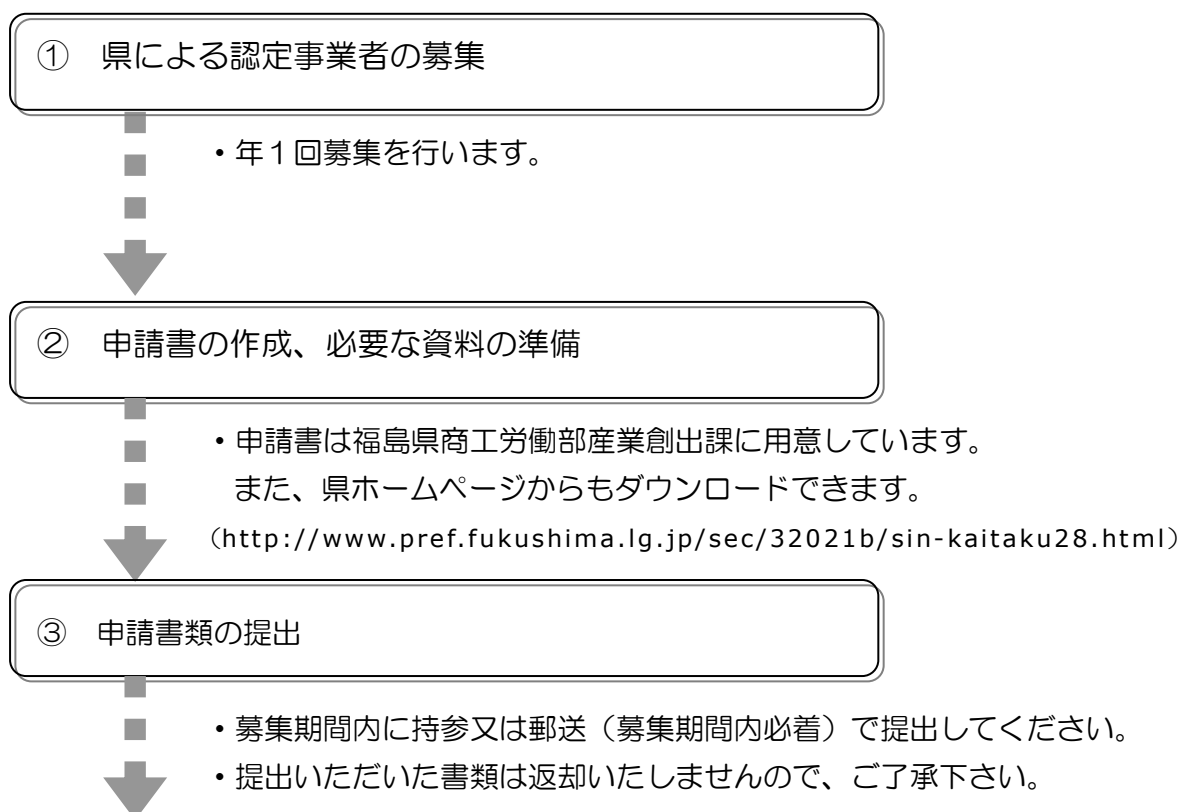 ① 県による認定事業者の募集
・年１回募集を行います。
② 申請書の作成、必要な資料の準備
・申請書は福島県商工労働部産業創出課に用意しています。
また、県ホームページからもダウンロードできます。
（http://www.pref.fukushima.lg.jp/sec/32021b/sin-kaitaku28.html）
③ 申請書類の提出
・募集期間内に持参又は郵送（募集期間内必着）で提出してください。
・提出いただいた書類は返却いたしませんので、ご了承下さい。